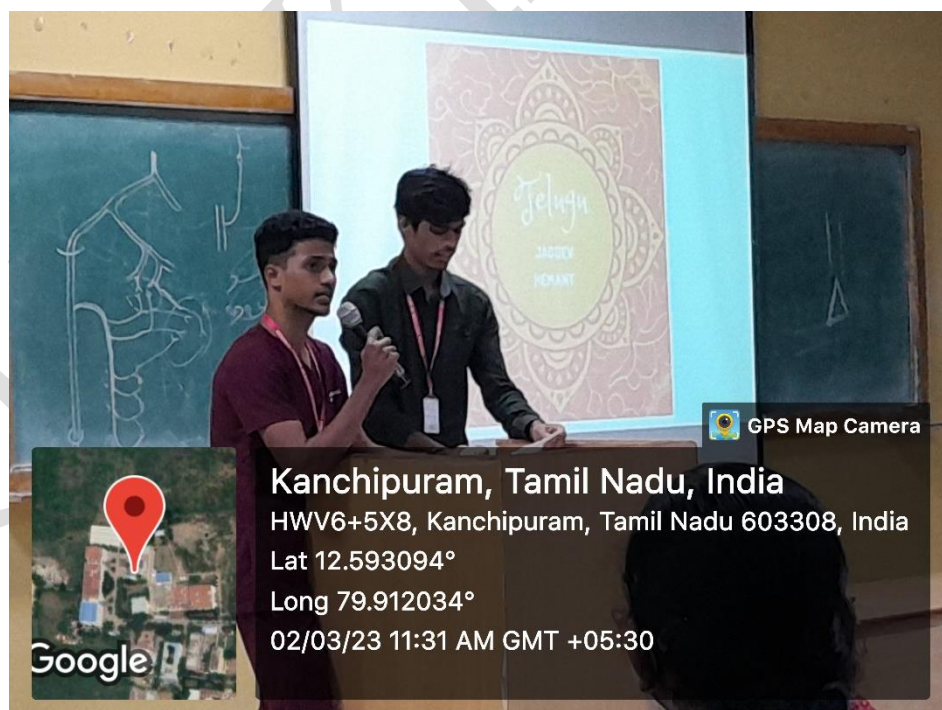 Telugu
JAGDEV
HEMANT
GPS Map Camera
Kanchipuram, Tamil Nadu, India
HWV6+5X8, Kanchipuram, Tamil Nadu 603308, India
Lat 12.593094°
Long 79.912034°
02/03/23 11:31 AM GMT +05:30
Google